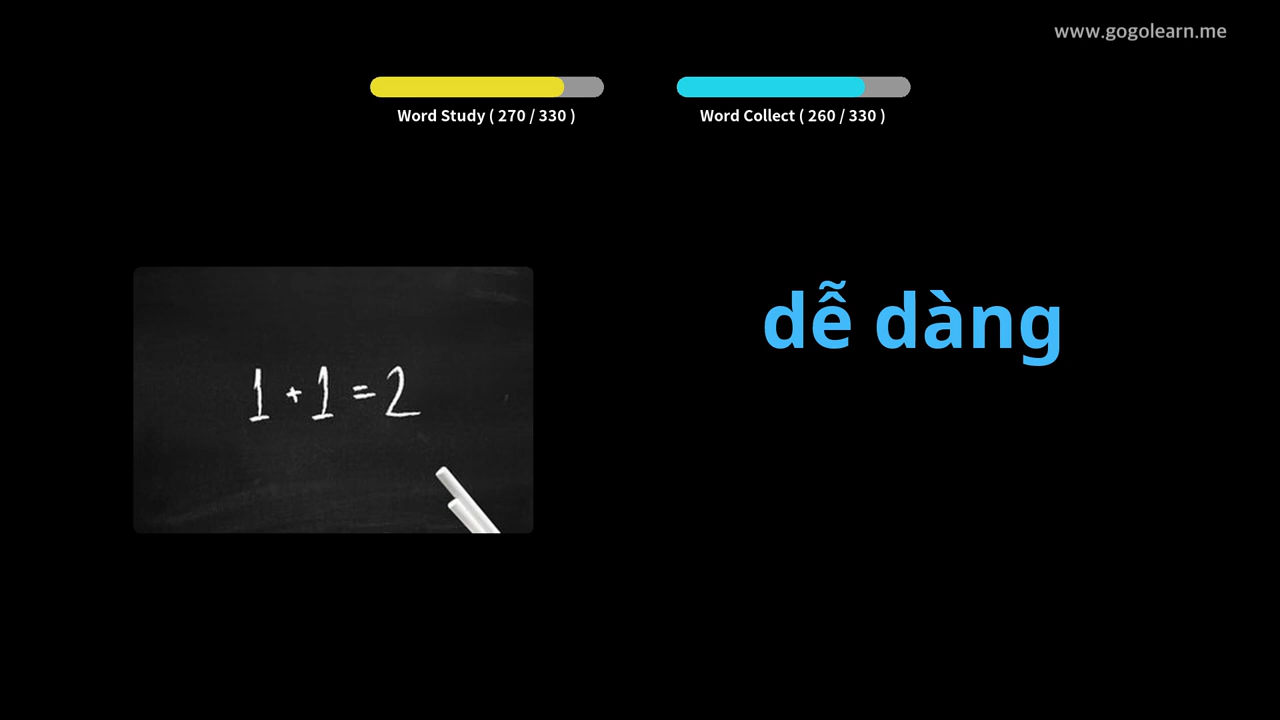 www.gogolearn.me
Word Study ( 270 / 330 )
Word Collect ( 260 / 330 )
dễ dàng
1 + 1 = 2